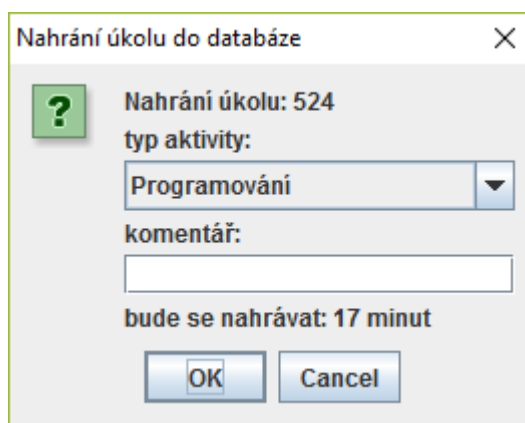 Nahrání úkolu do databáze
Nahrání úkolu: 524
typ aktivity:
Programování
komentář:
bude se nahrávat: 17 minut
OK Cancel